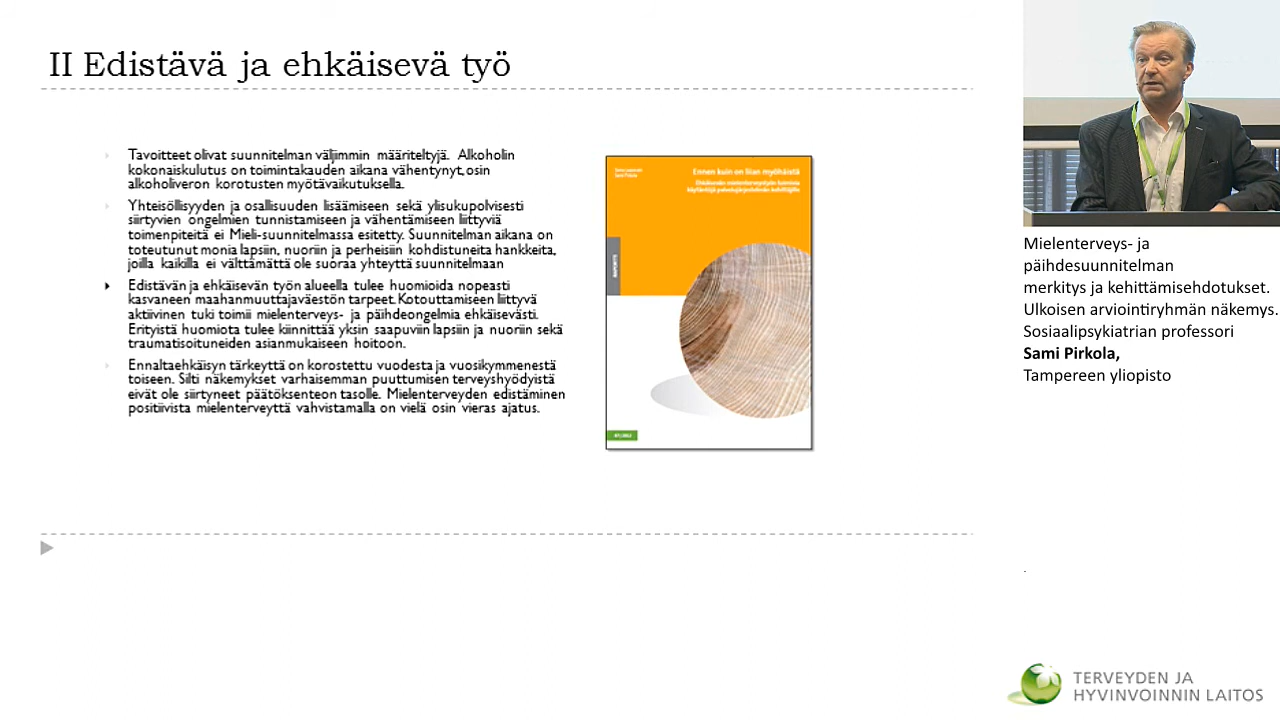 II Edistävä ja ehkäisevä työ
Tavoitteet olivat suunnitelman väljimmin määriteltyjä. Alkoholin
kokonaiskulutus on toimintakauden aikana vähentynyt, osin
alkoholiveron korotusten myötävaikutuksella.
Yhteisöllisyyden ja osallisuuden lisäämiseen sekä ylisukupolvisesti
siirtyvien ongelmien tunnistamiseen ja vähentämiseen liittyviä
toimenpiteitä ei Mieli-suunnitelmassa esitetty. Suunnitelman aikana on
toteutunut monia lapsiin, nuoriin ja perheisiin kohdistuneita hankkeita,
joilla kaikilla ei välttämättä ole suoraa yhteyttä suunnitelmaan
Edistävän ja ehkäisevän työn alueella tulee huomioida nopeasti
kasvaneen maahanmuuttajaväestön tarpeet. Kotouttamiseen liittyvä
aktiivinen tuki toimii mielenterveys- ja päihdeongelmia ehkäisevästi.
Erityistä huomiota tulee kiinnittää yksin saapuviin lapsiin ja nuoriin sekä
traumatisoituneiden asianmukaiseen hoitoon.
Ennaltaehkäisyn tärkeyttä on korostettu vuodesta ja vuosikymmenestä
toiseen. Silti näkemykset varhaisemman puuttumisen terveyshyödyistä
eivät ole siirtyneet päätöksenteon tasolle. Mielenterveyden edistäminen
positiivista mielenterveyttä vahvistamalla on vielä osin vieras ajatus.
Ennen kuin on liian myöhäistä
Mielenterveys- ja
päihdesuunnitelman
merkitys ja kehittämisehdotukset.
Ulkoisen arviointiryhmän näkemys.
Sosiaalipsykiatrian professori
Sami Pirkola,
Tampereen yliopisto
.
TERVEYDEN JA
HYVINVOINNIN LAITOS